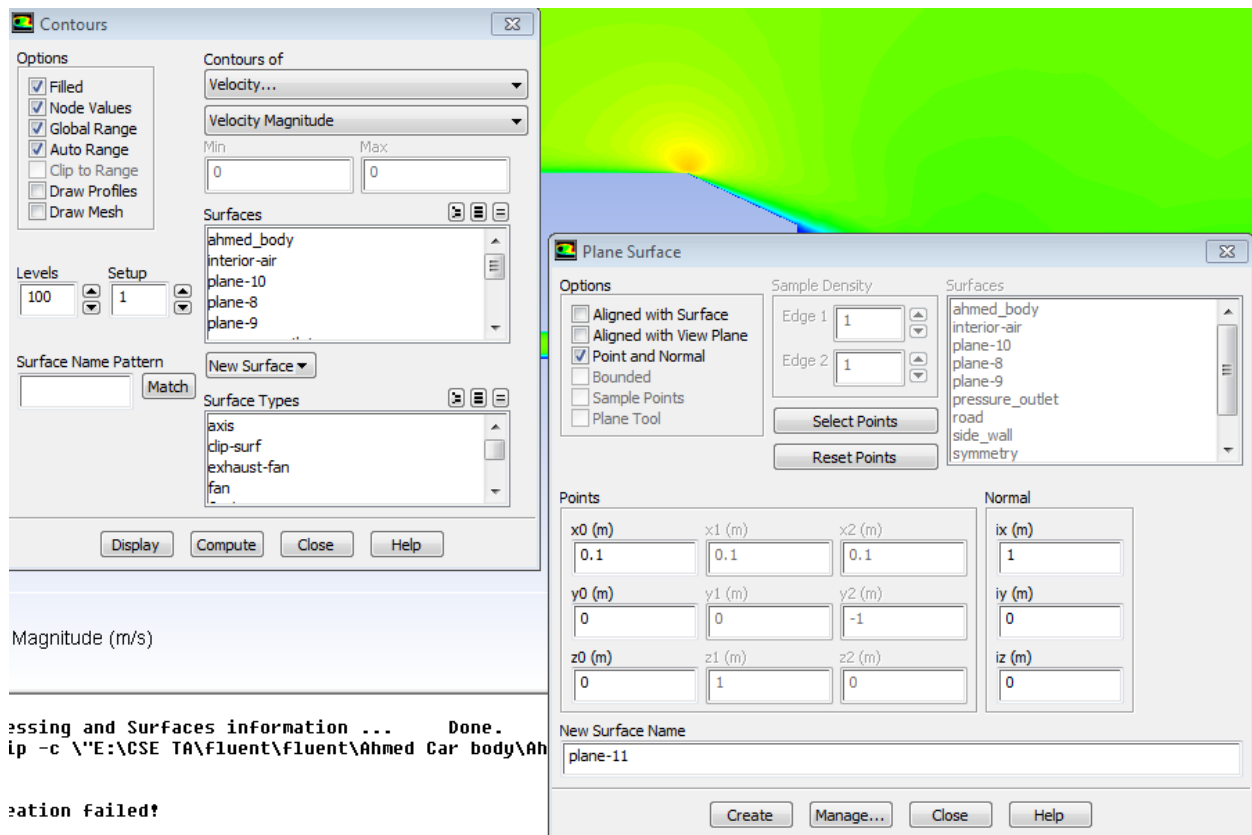 Contours
Options
Filled
Node Values
Global Range
Auto Range
Clip to Range
Draw Profiles
Draw Mesh
Contours of
Velocity...
Velocity Magnitude
Min Max
0 0
Surfaces
ahmed_body
interior-air
plane-10
plane-8
plane-9
Levels Setup
100 1
Surface Name Pattern
Match
New Surface
Surface Types
axis
clip-surf
exhaust-fan
fan
Display Compute Close Help
Magnitude (m/s)
essing and Surfaces information ... Done.
ip -c \"E:\CSE TA\fluent\fluent\Ahmed Car body\Ah
eation failed!
Plane Surface
Options
Aligned with Surface
Aligned with View Plane
Point and Normal
Bounded
Sample Points
Plane Tool
Sample Density
Edge 1 1
Edge 2 1
Select Points
Reset Points
Surfaces
ahmed_body
interior-air
plane-10
plane-8
plane-9
pressure_outlet
road
side_wall
symmetry
Points
x0 (m) x1 (m) x2 (m)
0.1 0.1 0.1
y0 (m) y1 (m) y2 (m)
0 0 -1
z0 (m) z1 (m) z2 (m)
0 1 0
Normal
ix (m)
1
iy (m)
0
iz (m)
0
New Surface Name
plane-11
Create Manage... Close Help